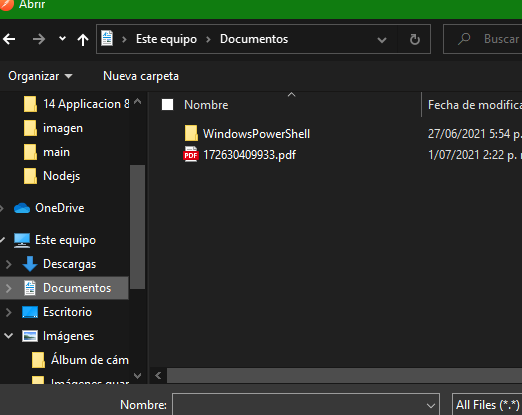 Abrir
Este equipo > Documentos
Buscar
Organizar
Nueva carpeta
14 Applicacion 8
imagen
main
Nodejs
OneDrive
Este equipo
Descargas
Documentos
Escritorio
Imágenes
Álbum de cám
Nombre
Fecha de modifica
WindowsPowerShell
27/06/2021 5:54 p.
PDF
172630409933.pdf
1/07/2021 2:22 p.
Nombre:
All Files (*.*)